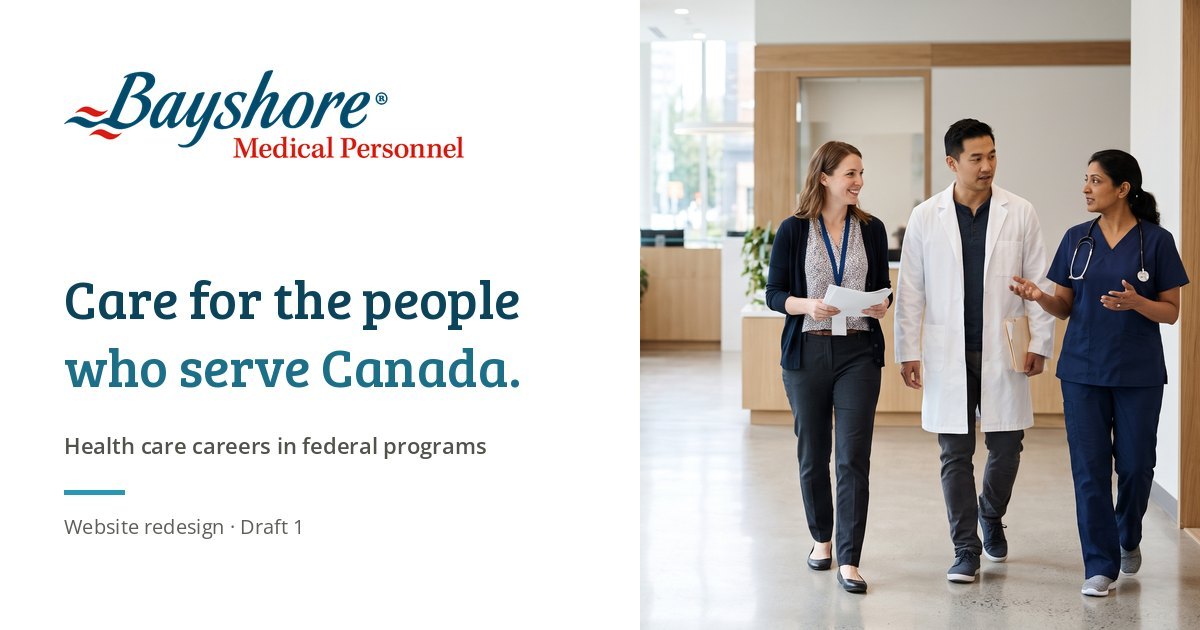 Bayshore®
Medical Personnel
Care for the people
who serve Canada.
Health care careers in federal programs
Website redesign · Draft 1